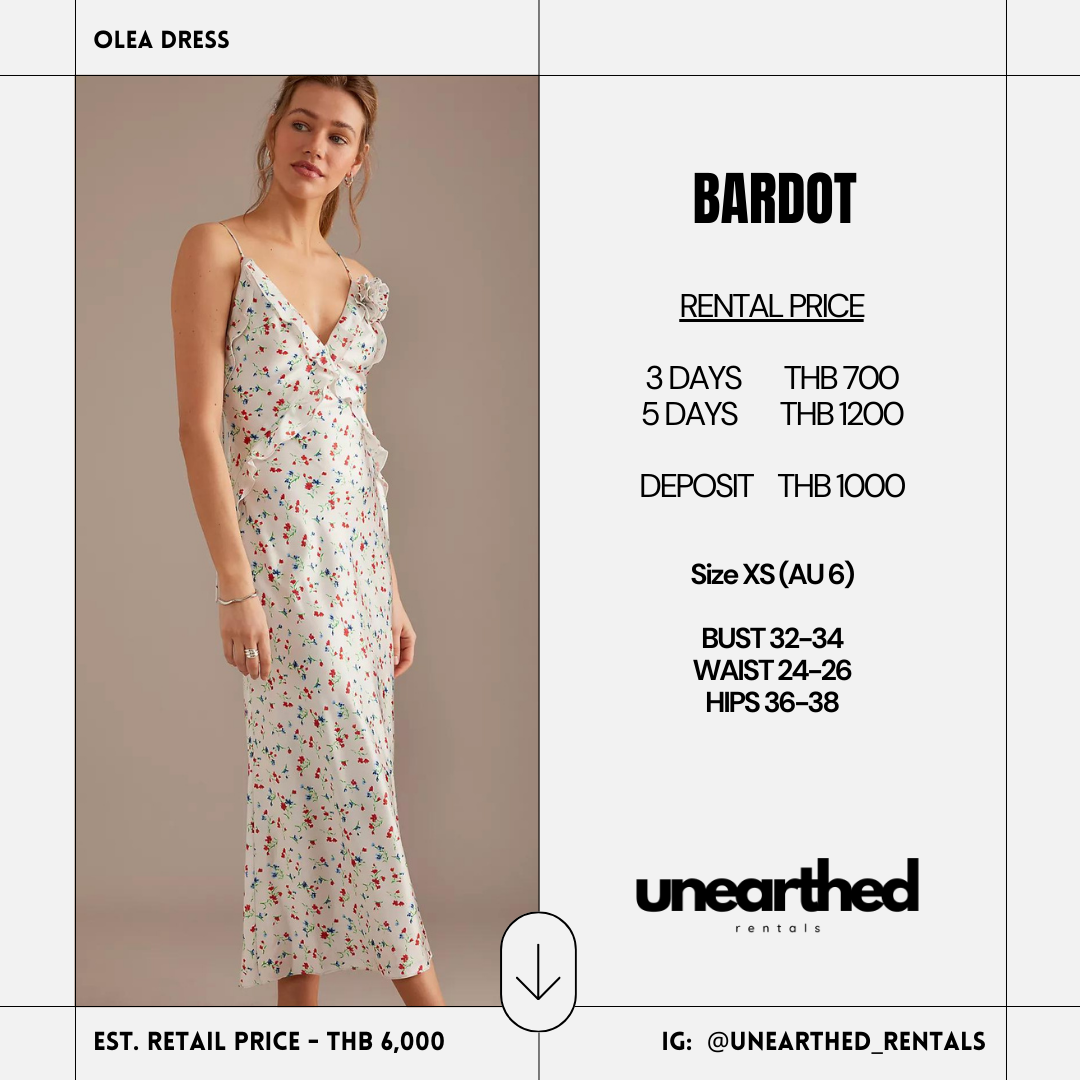 OLEA DRESS
BARDOT
RENTAL PRICE
3 DAYS THB 700
5 DAYS THB 1200
DEPOSIT THB 1000
Size XS (AU 6)
BUST 32-34
WAIST 24-26
HIPS 36-38
unearthed
rentals
EST. RETAIL PRICE - THB 6,000
IG: @UNEARTHED_RENTALS